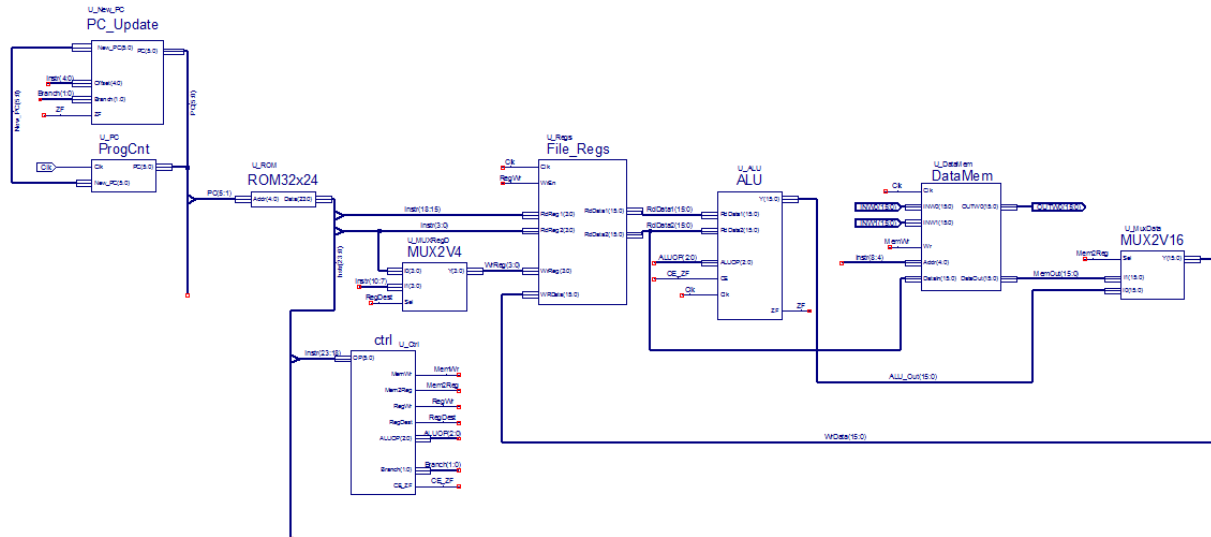 U_New_PC
PC_Update
New_PC(5:0)
PC(5:0)
Instr(4:0)
Offset(4:0)
Branch(1:0)
Branch(1:0)
ZF
ZF
New_PC(5:0)
PC(5:0)
U_PC
ProgCnt
Clk
Clk
PC(5:0)
New_PC(5:0)
U_ROM
ROM32x24
PC(5:1)
Addr(4:0)
Data(23:0)
Instr(23:0)
Instr(18:15)
Instr(3:0)
U_MUXRegD
MUX2V4
I0(3:0)
Y(3:0)
WrReg(3:0)
Instr(10:7)
I1(3:0)
RegDest
Sel
U_Regs
File_Regs
Clk
Clk
RegWr
WrEn
RdReg1(3:0)
RdData1(15:0)
RdReg2(3:0)
RdData2(15:0)
WrReg(3:0)
WrData(15:0)
RdData1(15:0)
RdData2(15:0)
U_ALU
ALU
Y(15:0)
RdData1(15:0)
RdData2(15:0)
ALUOP(2:0)
ALUOP(2:0)
CE_ZF
CE
Clk
Clk
ZF
ZF
U_DataMem
DataMem
Clk
Clk
INW0(15:0)
INW0(15:0)
OUTW0(15:0)
OUTW0(15:0)
INW1(15:0)
INW1(15:0)
MemWr
Wr
Instr(8:4)
Addr(4:0)
DataIn(15:0)
DataOut(15:0)
MemOut(15:0)
U_MuxData
MUX2V16
Mem2Reg
Sel
Y(15:0)
I1(15:0)
I0(15:0)
ALU_Out(15:0)
WrData(15:0)
ctrl
U_Ctrl
Instr(23:18)
OP(5:0)
MemWr
MemWr
Mem2Reg
Mem2Reg
RegWr
RegWr
RegDest
RegDest
ALUOP(2:0)
ALUOP(2:0)
Branch(1:0)
Branch(1:0)
CE_ZF
CE_ZF